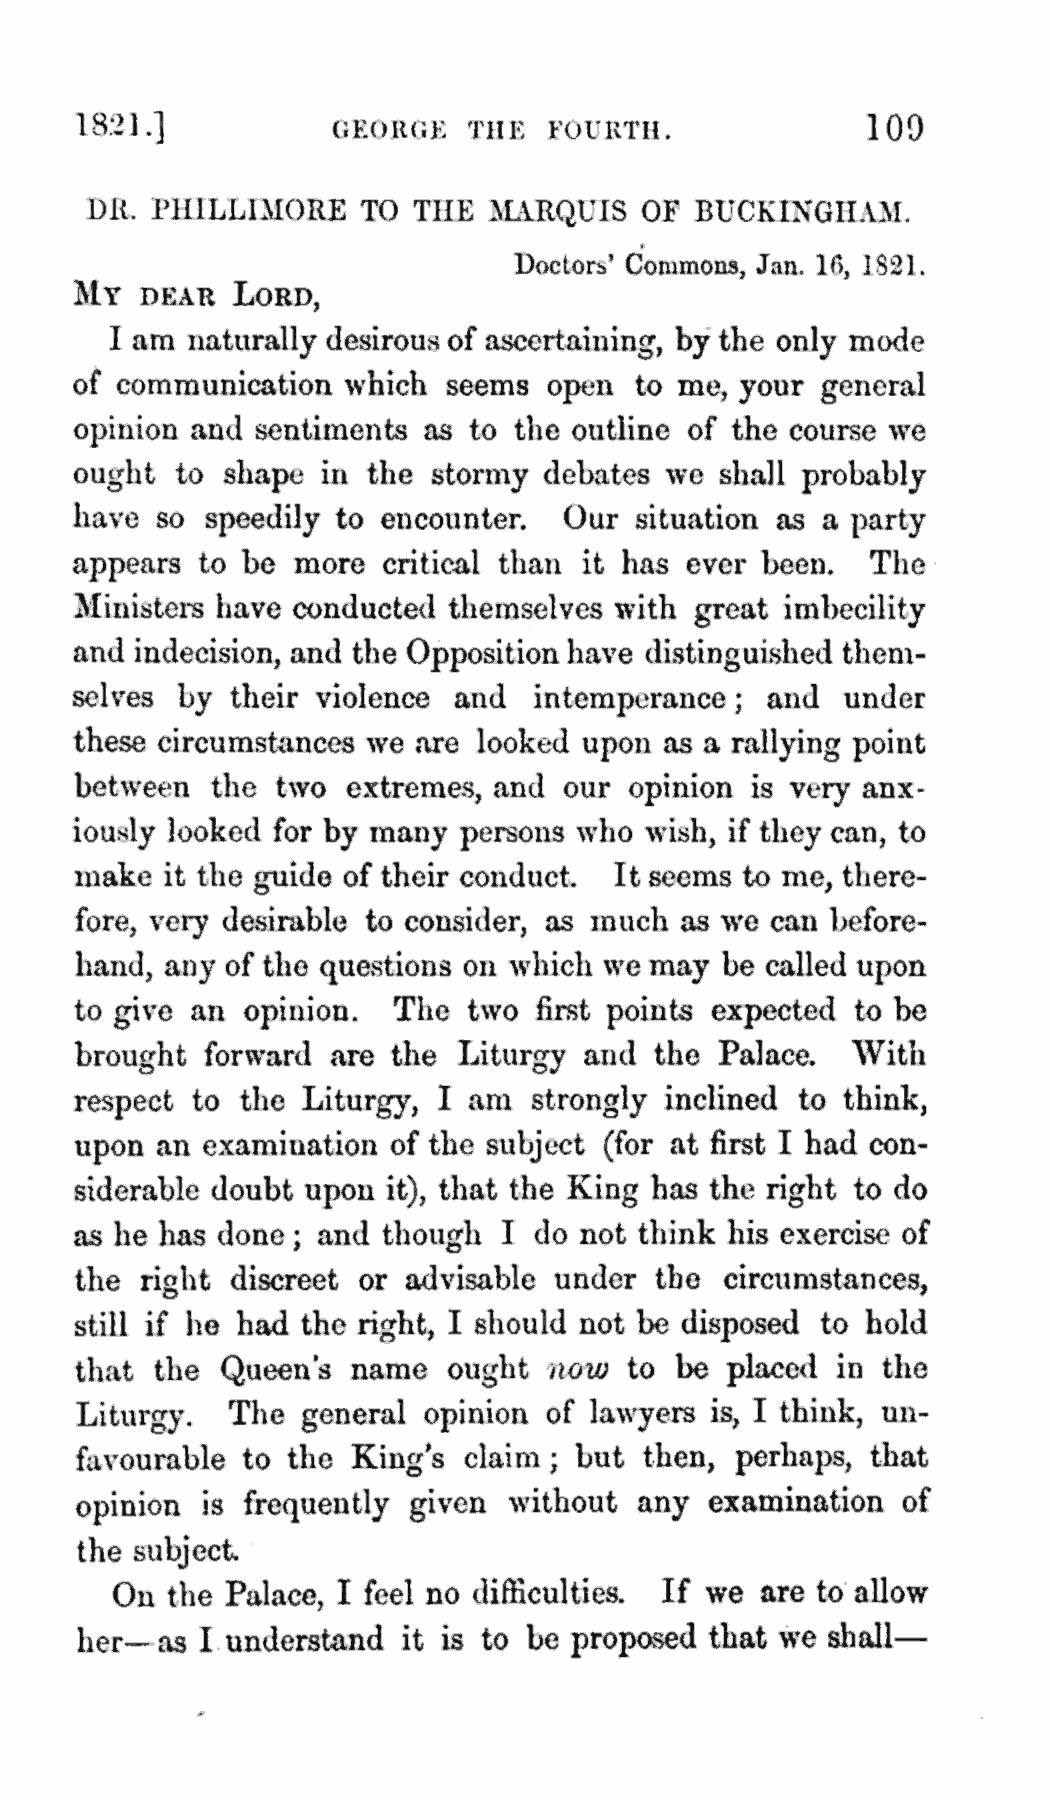 1821.] GEORGE THE FOURTH. 109
DR. PHILLIMORE TO THE MARQUIS OF BUCKINGHAM.
Doctors' Commons, Jan. 16, 1821.
MY DEAR LORD,
I am naturally desirous of ascertaining, by the only mode
of communication which seems open to me, your general
opinion and sentiments as to the outline of the course we
ought to shape in the stormy debates we shall probably
have so speedily to encounter. Our situation as a party
appears to be more critical than it has ever been. The
Ministers have conducted themselves with great imbecility
and indecision, and the Opposition have distinguished them-
selves by their violence and intemperance; and under
these circumstances we are looked upon as a rallying point
between the two extremes, and our opinion is very anx-
iously looked for by many persons who wish, if they can, to
make it the guide of their conduct. It seems to me, there-
fore, very desirable to consider, as much as we can before-
hand, any of the questions on which we may be called upon
to give an opinion. The two first points expected to be
brought forward are the Liturgy and the Palace. With
respect to the Liturgy, I am strongly inclined to think,
upon an examination of the subject (for at first I had con-
siderable doubt upon it), that the King has the right to do
as he has done; and though I do not think his exercise of
the right discreet or advisable under the circumstances,
still if he had the right, I should not be disposed to hold
that the Queen's name ought now to be placed in the
Liturgy. The general opinion of lawyers is, I think, un-
favourable to the King's claim; but then, perhaps, that
opinion is frequently given without any examination of
the subject.
On the Palace, I feel no difficulties. If we are to allow
her—as I understand it is to be proposed that we shall—